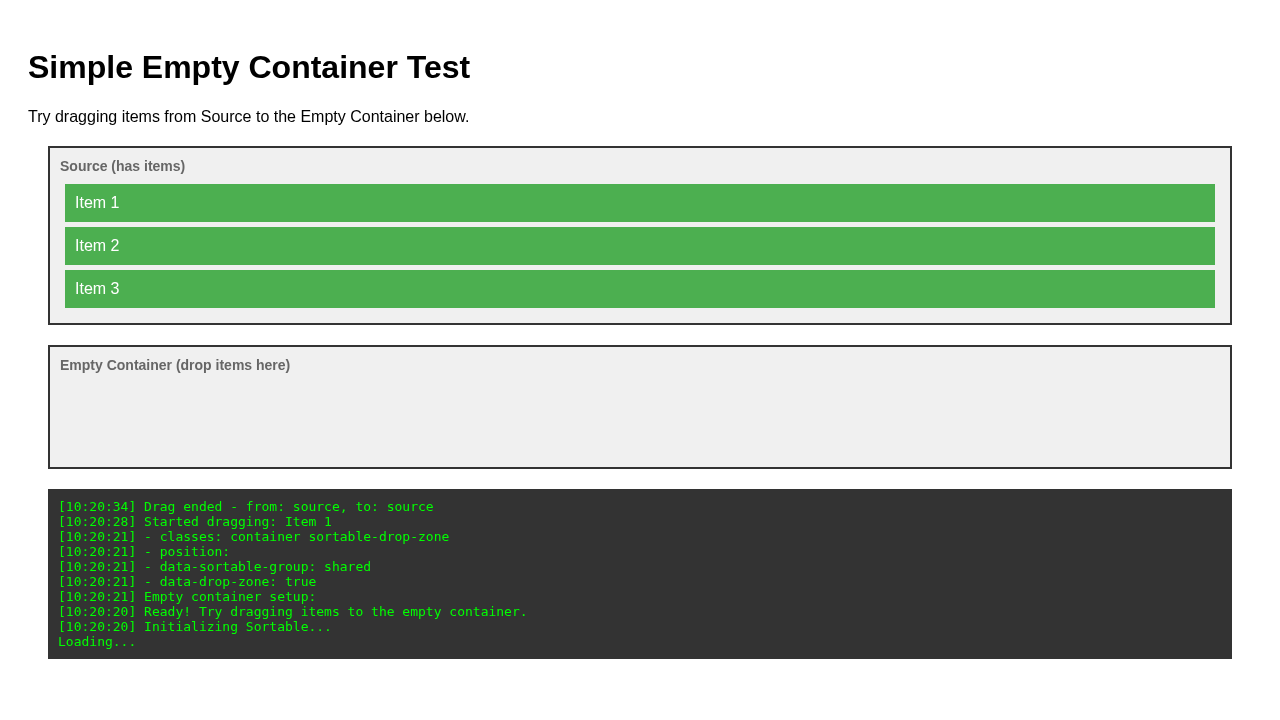 Simple Empty Container Test
Try dragging items from Source to the Empty Container below.
Source (has items)
Item 1
Item 2
Item 3
Empty Container (drop items here)
[10:20:34] Drag ended - from: source, to: source
[10:20:28] Started dragging: Item 1
[10:20:21] - classes: container sortable-drop-zone
[10:20:21] - position:
[10:20:21] - data-sortable-group: shared
[10:20:21] - data-drop-zone: true
[10:20:21] Empty container setup:
[10:20:20] Ready! Try dragging items to the empty container.
[10:20:20] Initializing Sortable...
Loading...